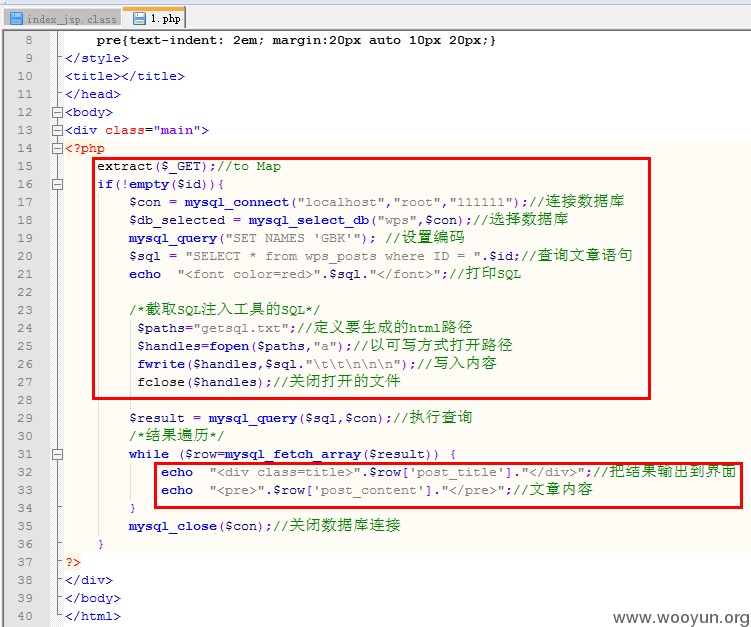 index_jsp.class 1.php
8 pre{text-indent: 2em; margin:20px auto 10px 20px;}
9 </style>
10 <title></title>
11 </head>
12 <body>
13 <div class="main">
14 <?php
15 extract($_GET);//to Map
16 if(!empty($id)){
17 $con = mysql_connect("localhost","root","111111");//连接数据库
18 $db_selected = mysql_select_db("wps",$con);//选择数据库
19 mysql_query("SET NAMES 'GBK'"); //设置编码
20 $sql = "SELECT * from wps_posts where ID = ".$id;//查询文章语句
21 echo "<font color=red>".$sql."</font>";//打印SQL
22
23 /*截取SQL注入工具的SQL*/
24 $paths="getsql.txt";//定义要生成的html路径
25 $handles=fopen($paths,"a");//以可写方式打开路径
26 fwrite($handles,$sql."\t\t\n\n\n");//写入内容
27 fclose($handles);//关闭打开的文件
28
29 $result = mysql_query($sql,$con);//执行查询
30 /*结果遍历*/
31 while ($row=mysql_fetch_array($result)) {
32 echo "<div class=title>".$row['post_title']."</div>";//把结果输出到界面
33 echo "<pre>".$row['post_content']."</pre>";//文章内容
34 }
35 mysql_close($con);//关闭数据库连接
36 }
37 ?>
38 </div>
39 </body>
40 </html>
www.wooyun.org